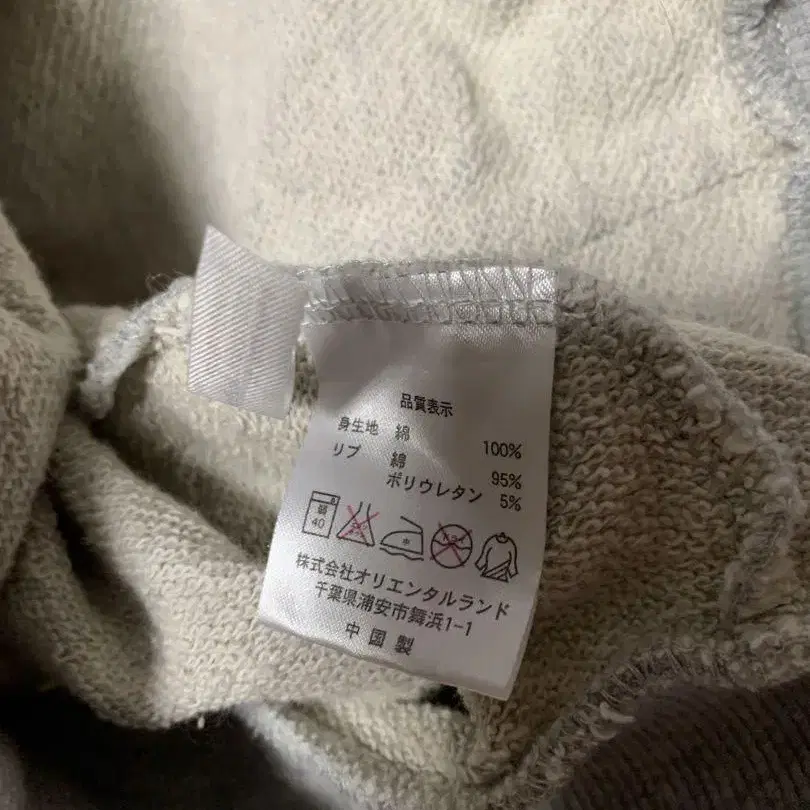 品質表示
身生地 綿 100%
リブ 綿 95%
ポリウレタン 5%
弱 40
株式会社オリエンタルランド
千葉県浦安市舞浜1-1
中国製